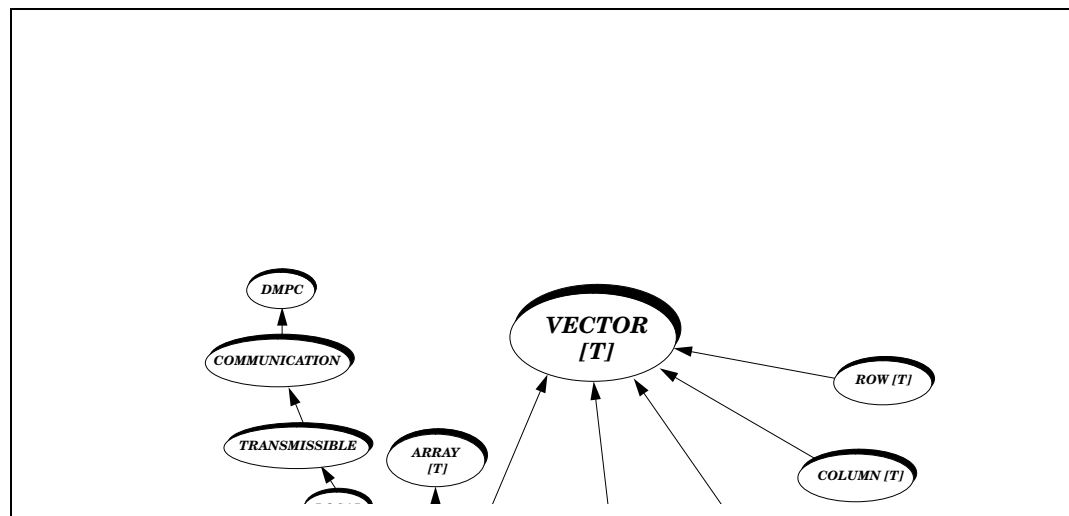 DMPC
VECTOR
[T]
COMMUNICATION
ROW [T]
TRANSMISSIBLE
ARRAY
[T]
COLUMN [T]